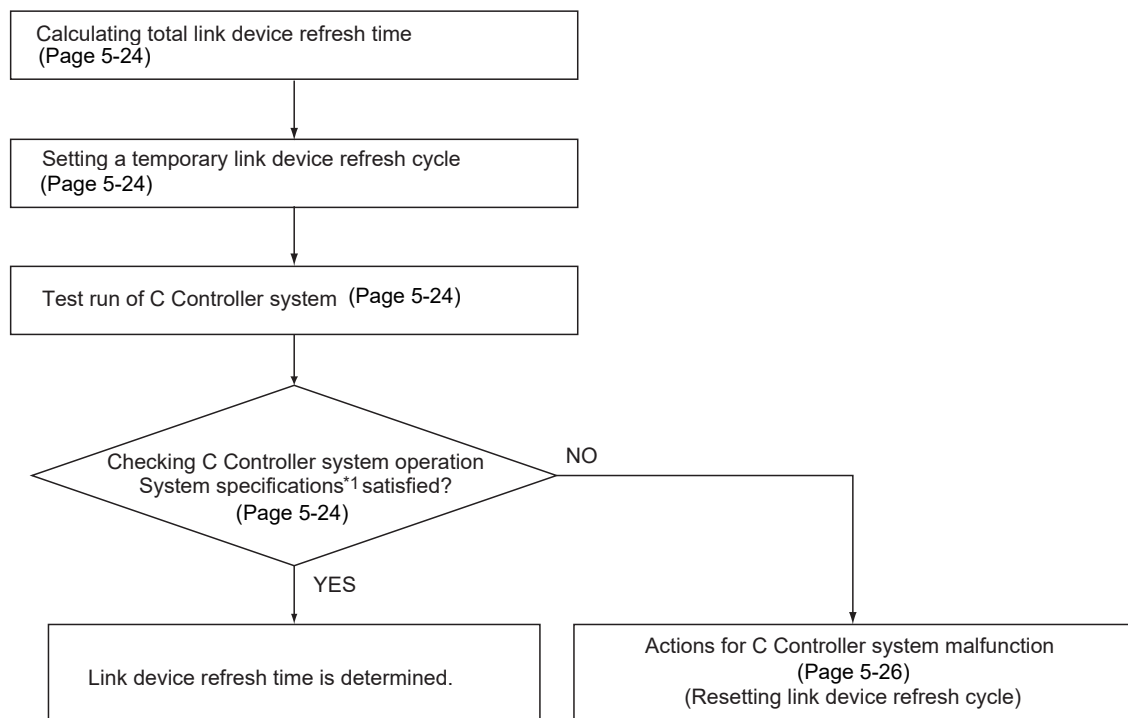 Calculating total link device refresh time
(Page 5-24)
Setting a temporary link device refresh cycle
(Page 5-24)
Test run of C Controller system (Page 5-24)
Checking C Controller system operation
System specifications*1 satisfied?
(Page 5-24)
NO
YES
Link device refresh time is determined.
Actions for C Controller system malfunction
(Page 5-26)
(Resetting link device refresh cycle)